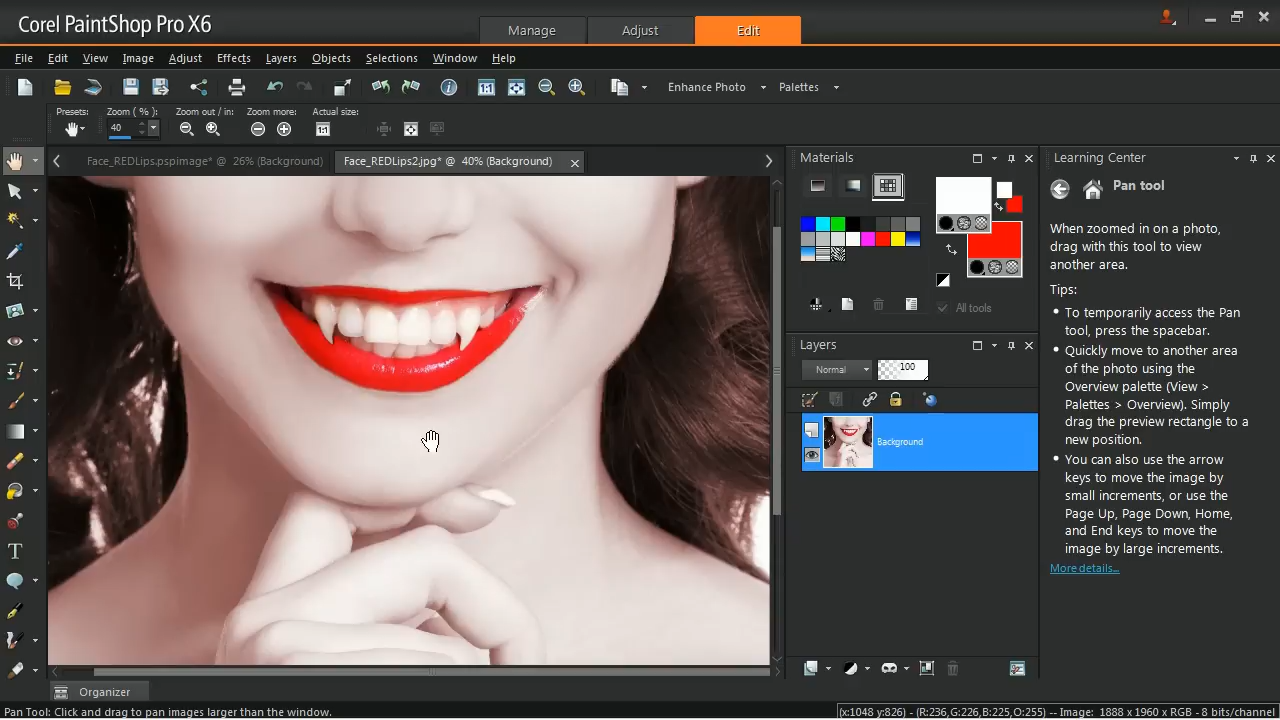 Corel PaintShop Pro X6
Manage
Adjust
Edit
File Edit View Image Adjust Effects Layers Objects Selections Window Help
Enhance Photo
Palettes
Presets:
Zoom ( % ):
Zoom out / in:
Zoom more:
Actual size:
40
Face_REDLips.pspimage* @ 26% (Background)
Face_REDLips2.jpg* @ 40% (Background)
Materials
All tools
Layers
Normal
100
Background
Learning Center
Pan tool
When zoomed in on a photo,
drag with this tool to view
another area.
Tips:
To temporarily access the Pan
tool, press the spacebar.
Quickly move to another area
of the photo using the
Overview palette (View >
Palettes > Overview). Simply
drag the preview rectangle to a
new position.
You can also use the arrow
keys to move the image by
small increments, or use the
Page Up, Page Down, Home,
and End keys to move the
image by large increments.
More details...
Organizer
Pan Tool: Click and drag to pan images larger than the window.
(x:1048 y:826) -- (R:236,G:226,B:225,O:255) -- Image: 1888 x 1960 x RGB - 8 bits/channel